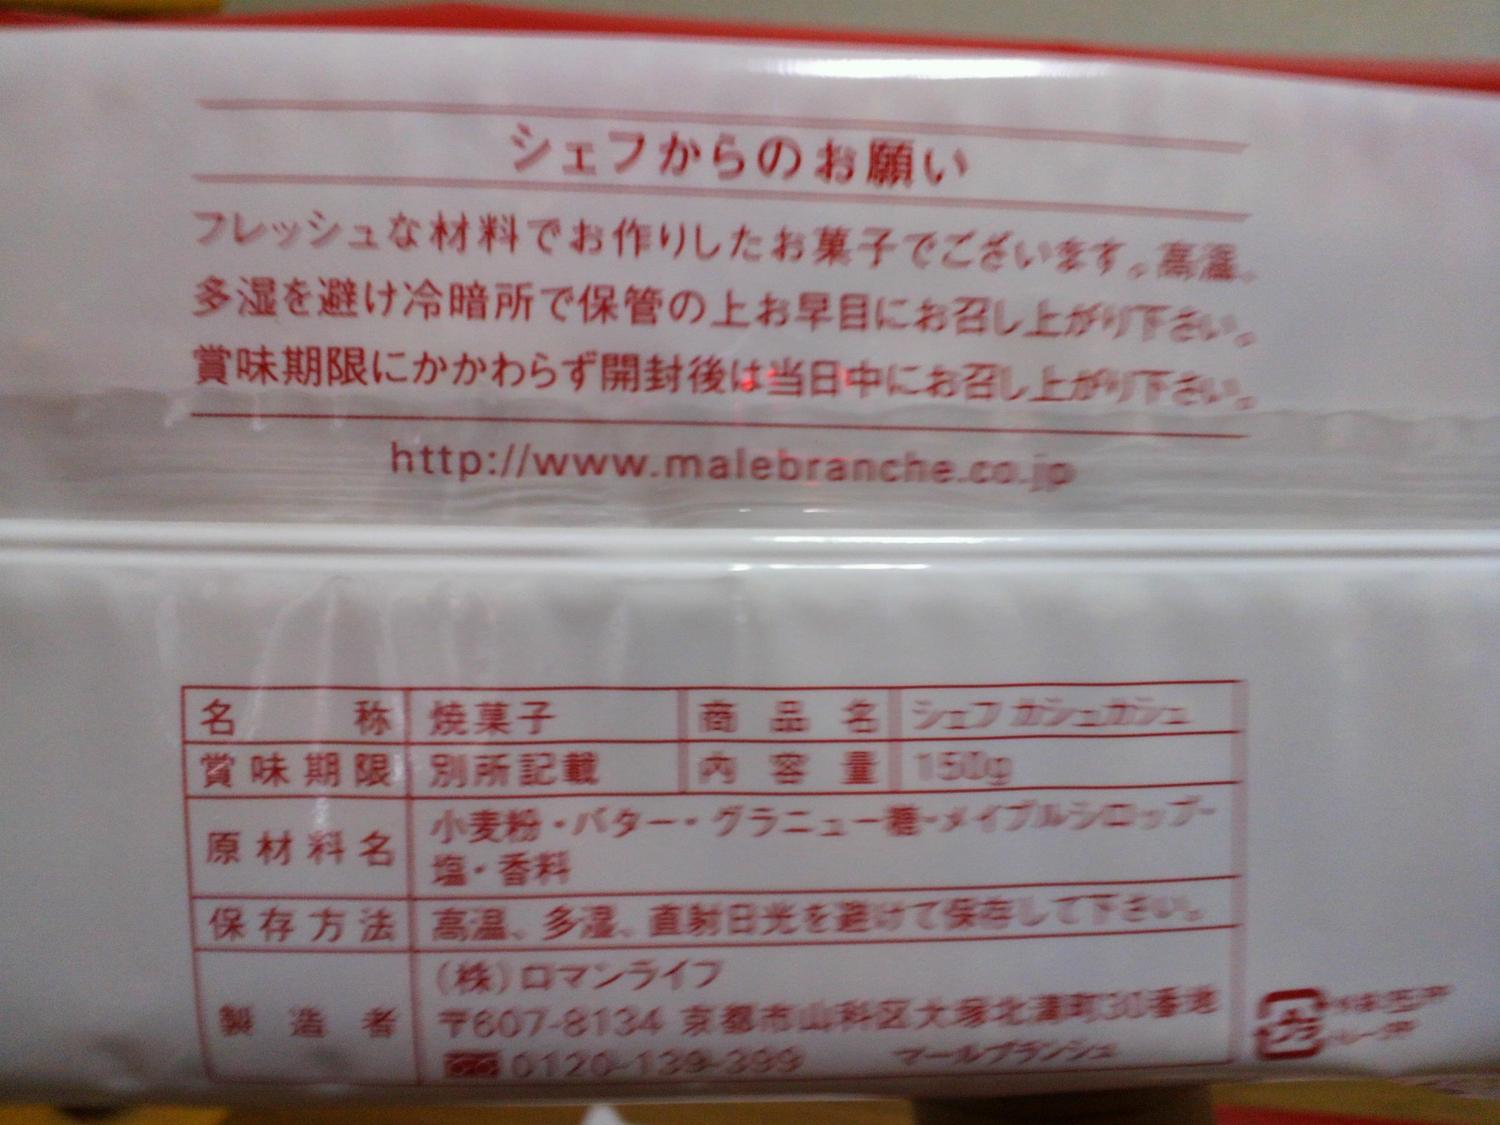 シェフからのお願い
フレッシュな材料でお作りしたお菓子でございます。高温、
多湿を避け冷暗所で保管の上お早目にお召し上がり下さい。
賞味期限にかかわらず開封後は当日中にお召し上がり下さい。
http://www.malebranche.co.jp
名称 焼菓子 商品名 シェフ カシュカシュ
賞味期限 別所記載 内容量 150g
原材料名 小麦粉・バター・グラニュー糖・メイプルシロップ・
塩・香料
保存方法 高温、多湿、直射日光を避けて保存して下さい。
製造者 (株)ロマンライフ
〒607-8134 京都市山科区大塚北溝町30番地
0120-139-399 マールブランシュ
プラ